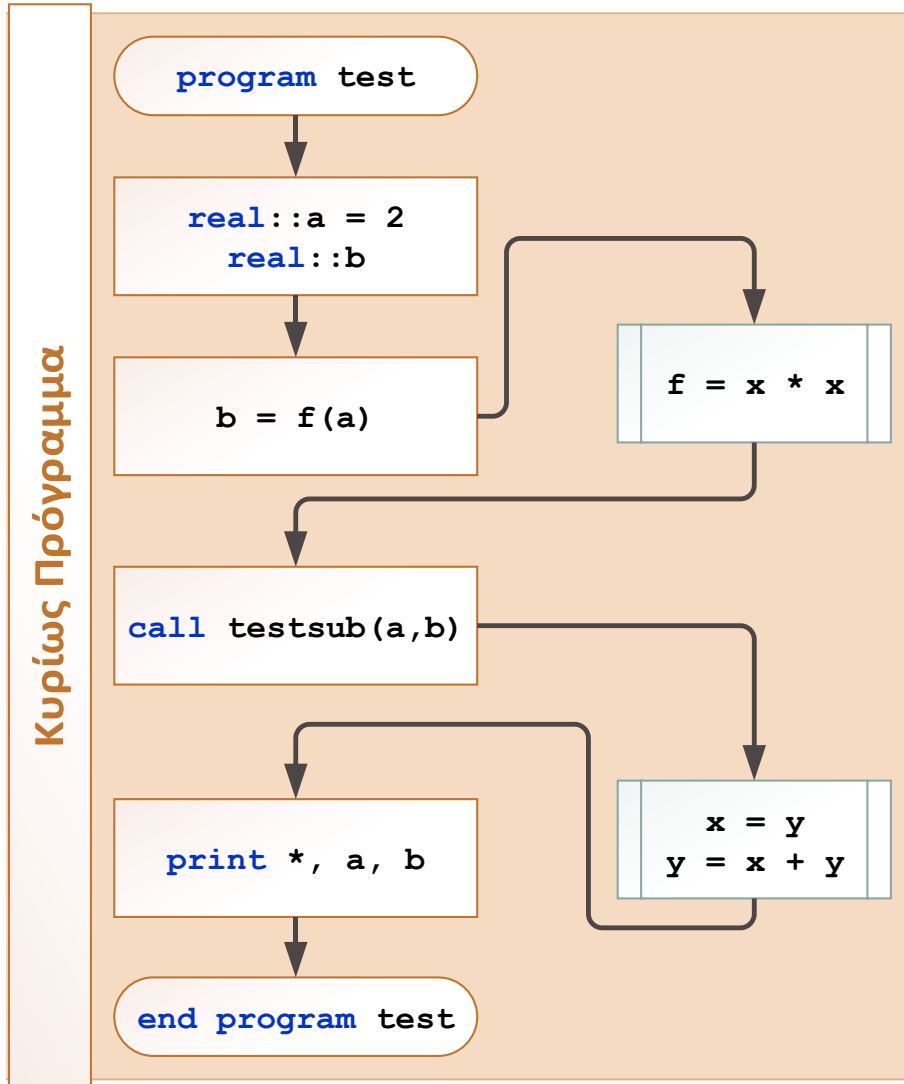 Κυρίως Πρόγραμμα
program test
real::a = 2
real::b
b = f(a)
f = x * x
call testsub(a,b)
x = y
y = x + y
print *, a, b
end program test